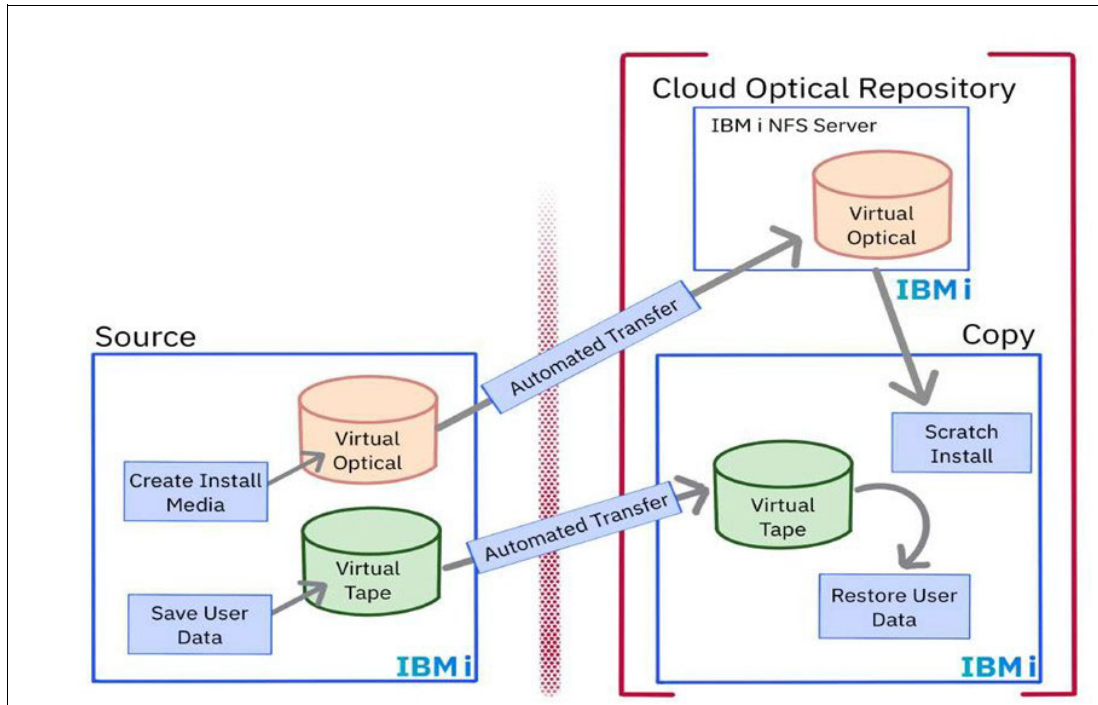 Cloud Optical Repository
IBM i NFS Server
Virtual
Optical
IBM i
Automated Transfer
Source
Virtual
Optical
Create Install
Media
Virtual
Tape
Save User
Data
IBM i
Automated Transfer
Copy
Scratch
Install
Virtual
Tape
Restore User
Data
IBM i